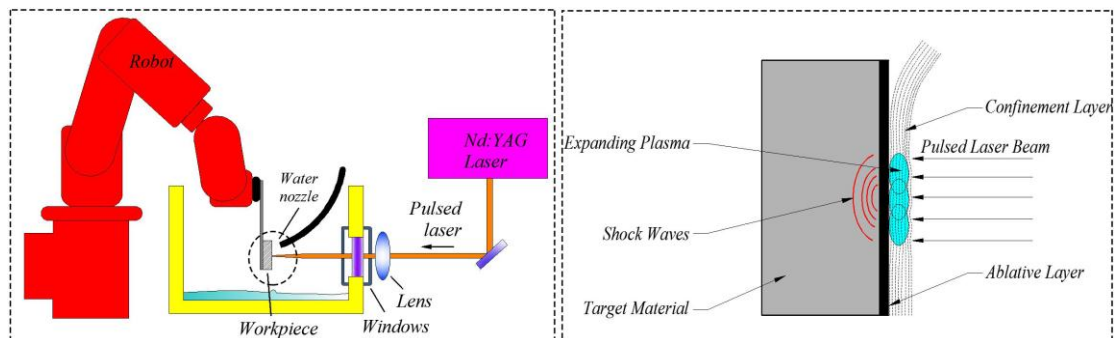 Robot
Nd:YAG
Laser
Water
nozzle
Pulsed
laser
Lens
Workpiece
Windows
Confinement Layer
Expanding Plasma
Pulsed Laser Beam
Shock Waves
Ablative Layer
Target Material